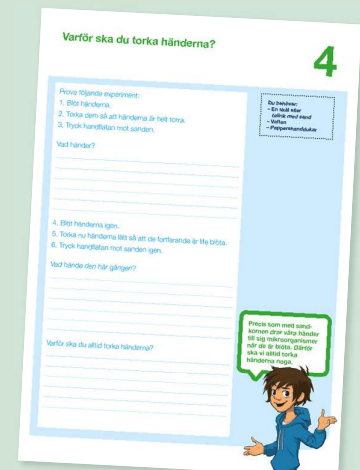 Varför ska du torka händerna?
4
Prova följande experiment:
1. Blöt händerna.
2. Torka dem så att händerna är helt torra.
3. Tryck handflatan mot sanden.
Vad händer?
4. Blöt händerna igen.
5. Torka nu händerna lätt så att de fortfarande är lite blöta.
6. Tryck handflatan mot sanden igen.
Vad hände den här gången?
Varför ska du alltid torka händerna?
Du behöver:
– En skål eller
tallrik med sand
– Vatten
– Pappershanddukar
Precis som med sand-
kornen drar våra händer
till sig mikroorganismer
när de är blöta. Därför
ska vi alltid torka
händerna noga.